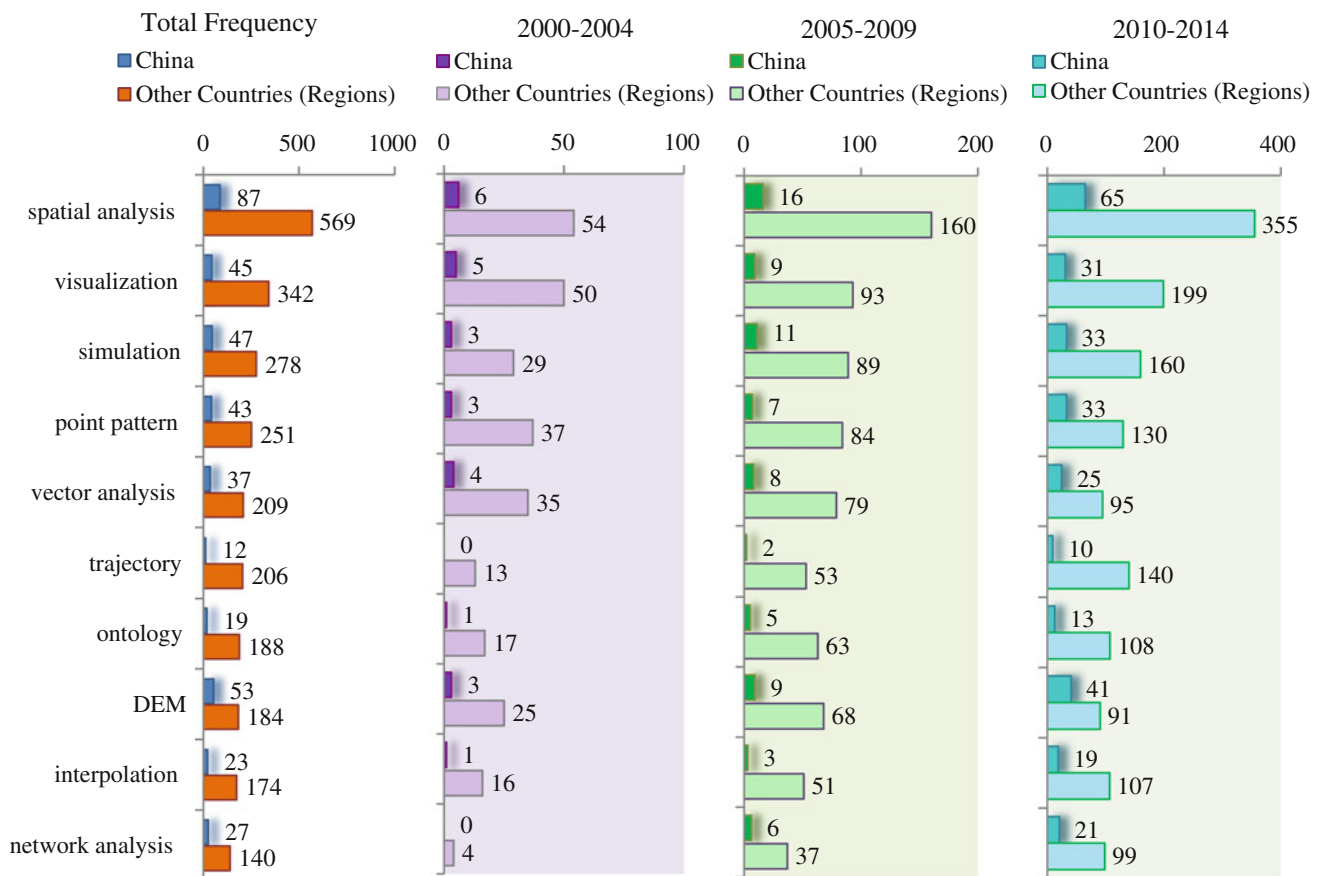 Total Frequency
China
Other Countries (Regions)
2000-2004
China
Other Countries (Regions)
2005-2009
China
Other Countries (Regions)
2010-2014
China
Other Countries (Regions)
0 500 1000 0 50 100 0 100 200 0 200 400
spatial analysis 87 569 6 54 16 160 65 355
visualization 45 342 5 50 9 93 31 199
simulation 47 278 3 29 11 89 33 160
point pattern 43 251 3 37 7 84 33 130
vector analysis 37 209 4 35 8 79 25 95
trajectory 12 206 0 13 2 53 10 140
ontology 19 188 1 17 5 63 13 108
DEM 53 184 3 25 9 68 41 91
interpolation 23 174 1 16 3 51 19 107
network analysis 27 140 0 4 6 37 21 99